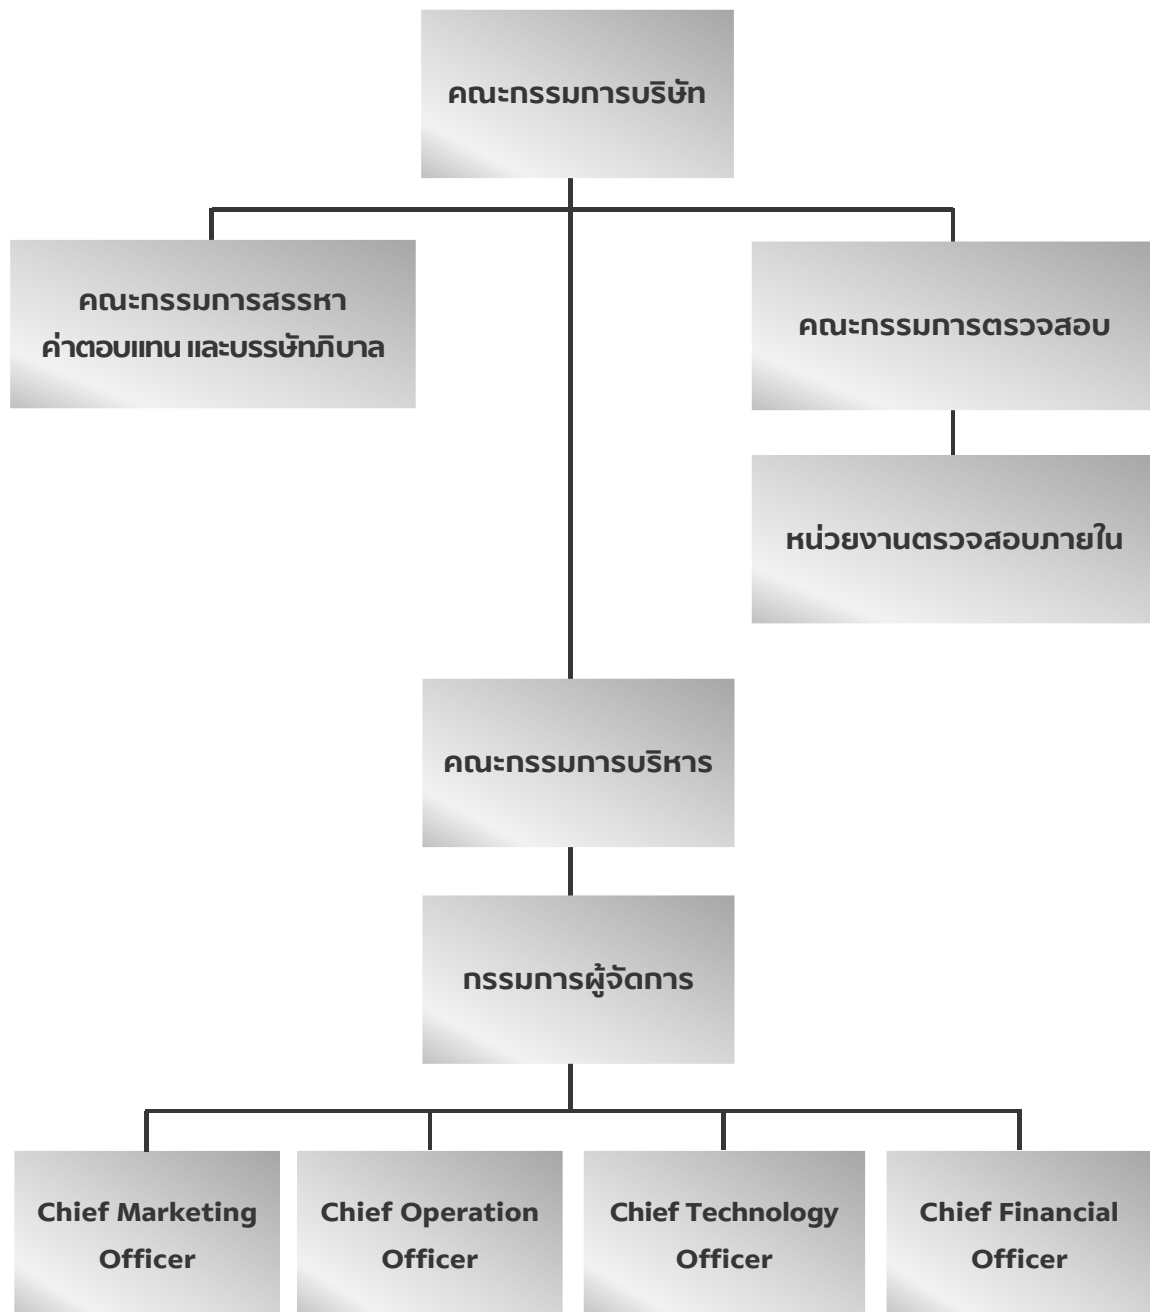 คณะกรรมการบริษัท
คณะกรรมการสรรหา
ค่าตอบแทน และบรรษัทภิบาล
คณะกรรมการตรวจสอบ
หน่วยงานตรวจสอบภายใน
คณะกรรมการบริหาร
กรรมการผู้จัดการ
Chief Marketing
Officer
Chief Operation
Officer
Chief Technology
Officer
Chief Financial
Officer